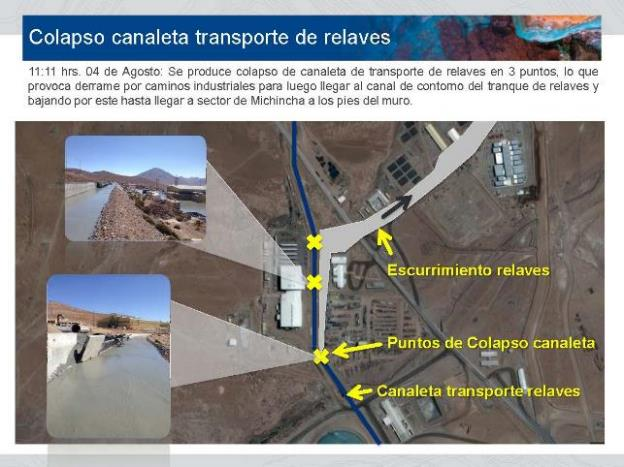 Colapso canaleta transporte de relaves
11:11 hrs. 04 de Agosto: Se produce colapso de canaleta de transporte de relaves en 3 puntos, lo que
provoca derrame por caminos industriales para luego llegar al canal de contorno del tranque de relaves y
bajando por este hasta llegar a sector de Michincha a los pies del muro.
Escurrimiento relaves
Puntos de Colapso canaleta
Canaleta transporte relaves